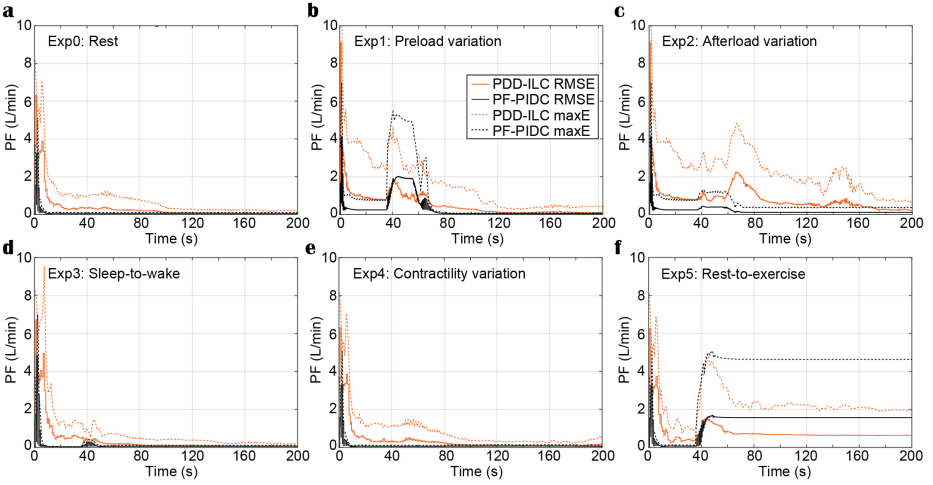 a
Exp0: Rest
PF (L/min)
10
8
6
4
2
0
0 40 80 120 160 200
Time (s)
b
Exp1: Preload variation
PDD-ILC RMSE
PF-PIDC RMSE
PDD-ILC maxE
PF-PIDC maxE
PF (L/min)
10
8
6
4
2
0
0 40 80 120 160 200
Time (s)
c
Exp2: Afterload variation
PF (L/min)
10
8
6
4
2
0
0 40 80 120 160 200
Time (s)
d
Exp3: Sleep-to-wake
PF (L/min)
10
8
6
4
2
0
0 40 80 120 160 200
Time (s)
e
Exp4: Contractility variation
PF (L/min)
10
8
6
4
2
0
0 40 80 120 160 200
Time (s)
f
Exp5: Rest-to-exercise
PF (L/min)
10
8
6
4
2
0
0 40 80 120 160 200
Time (s)